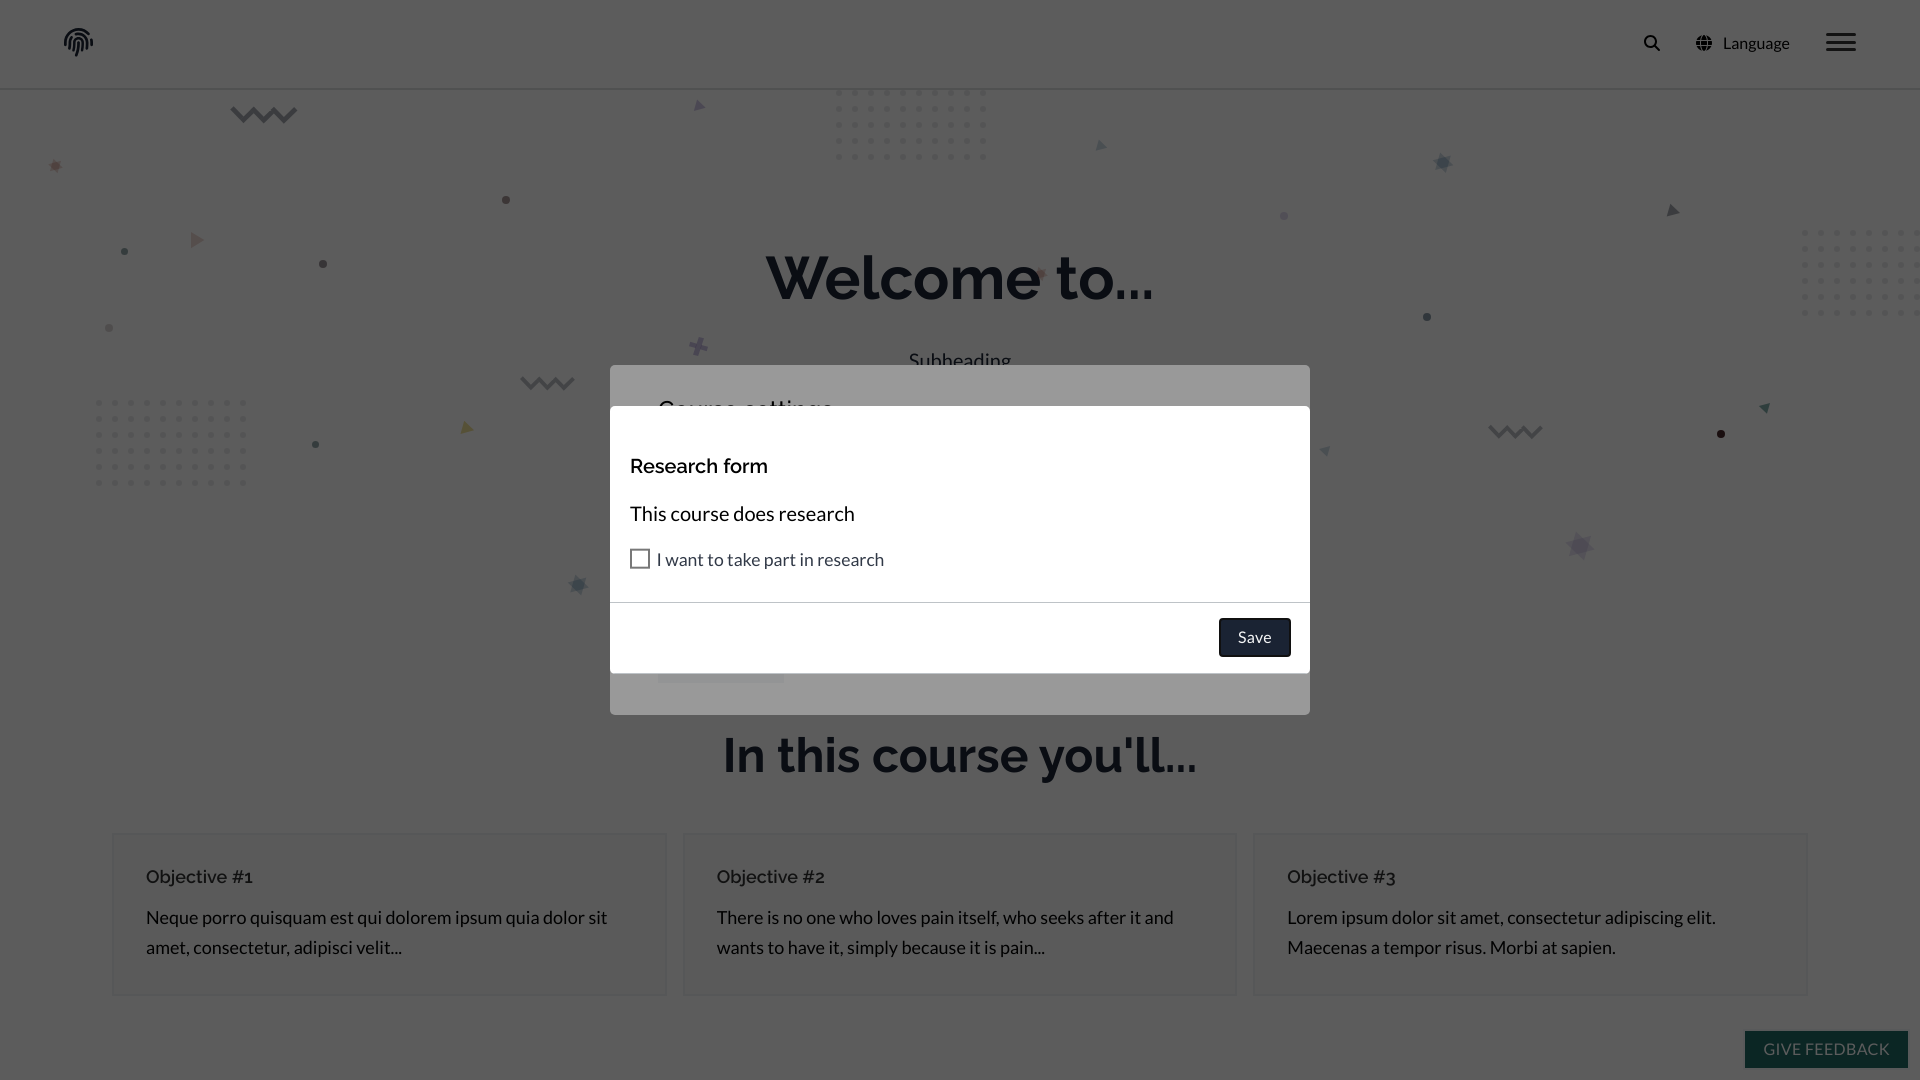 Language
Welcome to...
Subheading
Course settings
Research form
This course does research
I want to take part in research
Save
In this course you'll...
Objective #1
Neque porro quisquam est qui dolorem ipsum quia dolor sit
amet, consectetur, adipisci velit...
Objective #2
There is no one who loves pain itself, who seeks after it and
wants to have it, simply because it is pain...
Objective #3
Lorem ipsum dolor sit amet, consectetur adipiscing elit.
Maecenas a tempor risus. Morbi at sapien.
GIVE FEEDBACK